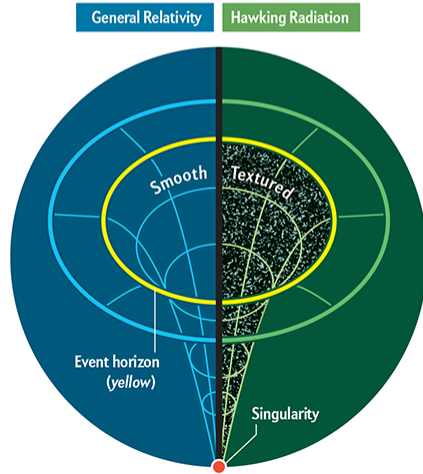 General Relativity
Hawking Radiation
Smooth
Textured
Event horizon
(yellow)
Singularity